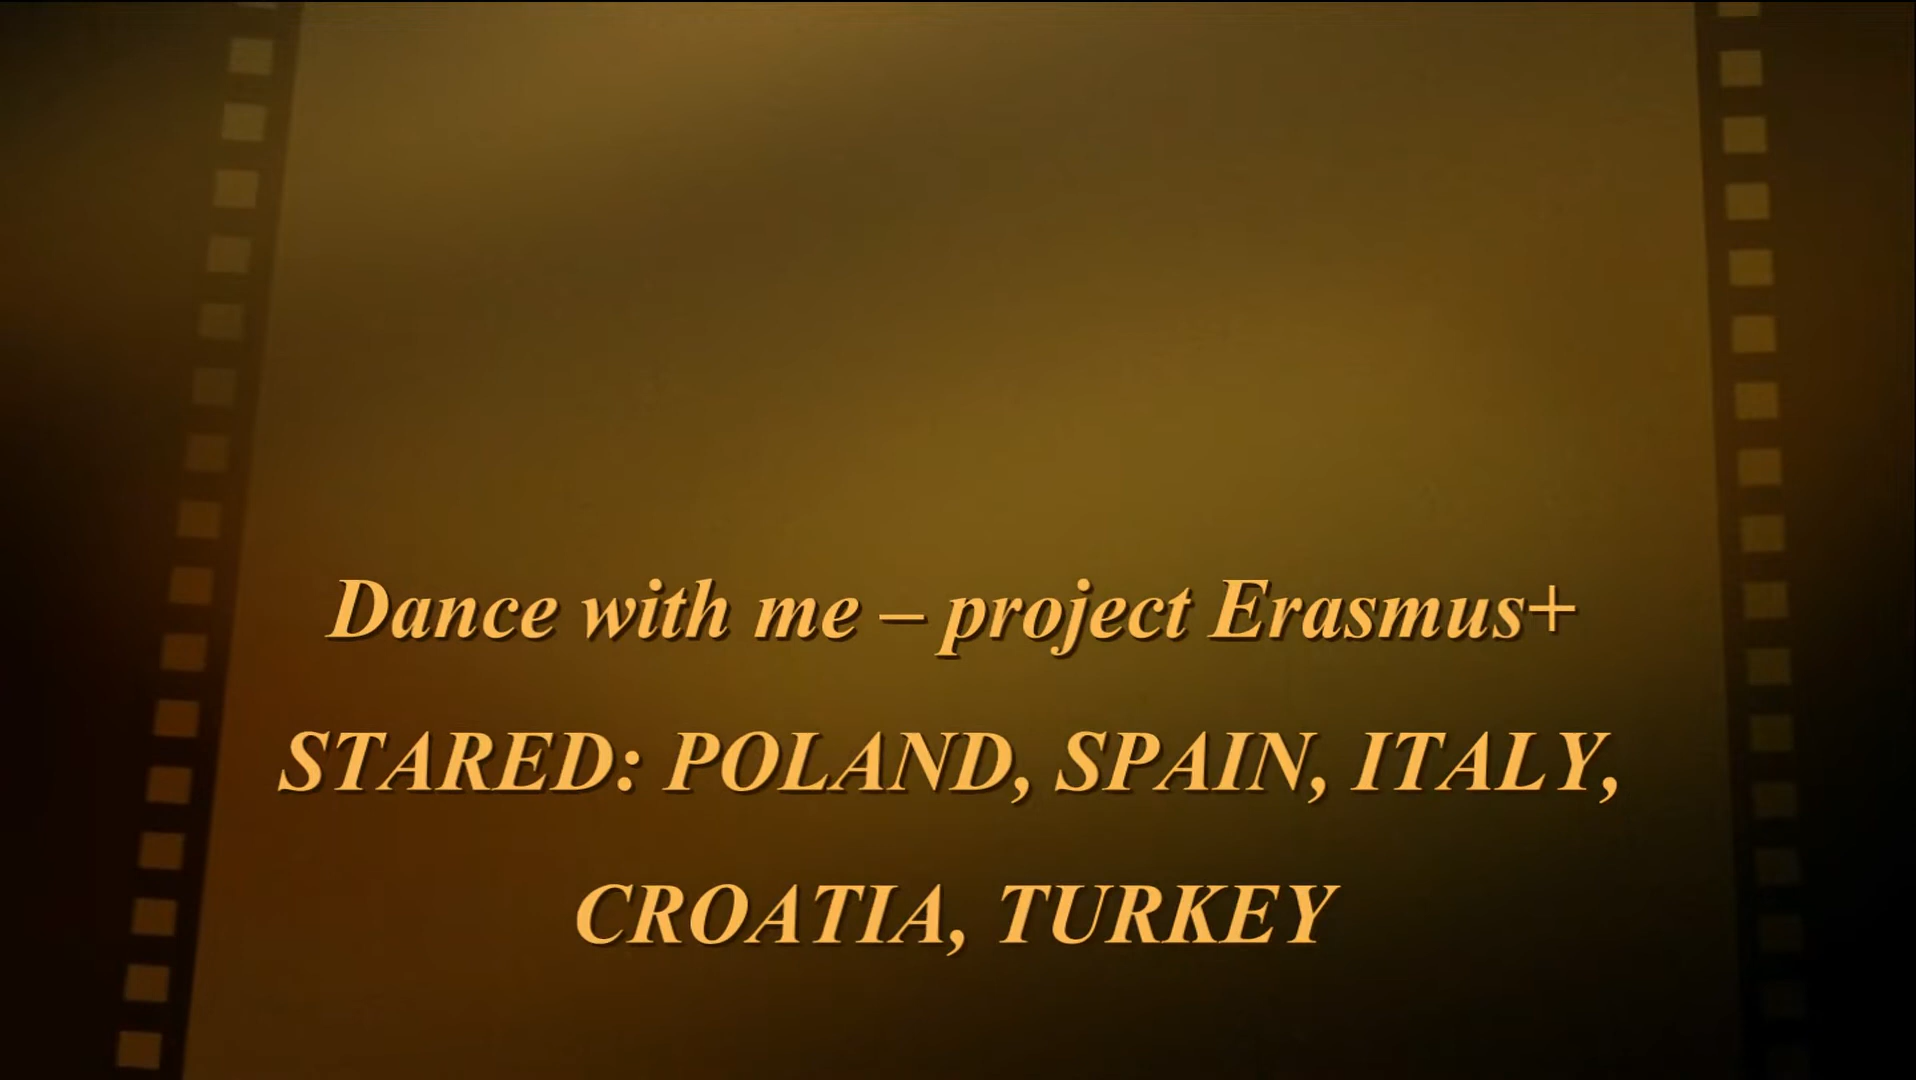 Dance with me – project Erasmus+
STARED: POLAND, SPAIN, ITALY,
CROATIA, TURKEY